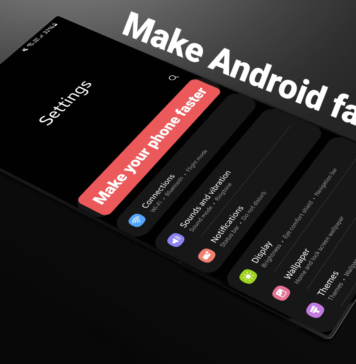 Make Android fa
Settings
Make your phone faster
Connections
Wi-Fi • Bluetooth • Flight mode
Sounds and vibration
Sound mode • Ringtone
Notifications
Status bar • Do not disturb
Display
Brightness • Eye comfort shield • Navigation bar
Wallpaper
Home and lock screen wallpaper
Themes
Themes • Wallpap